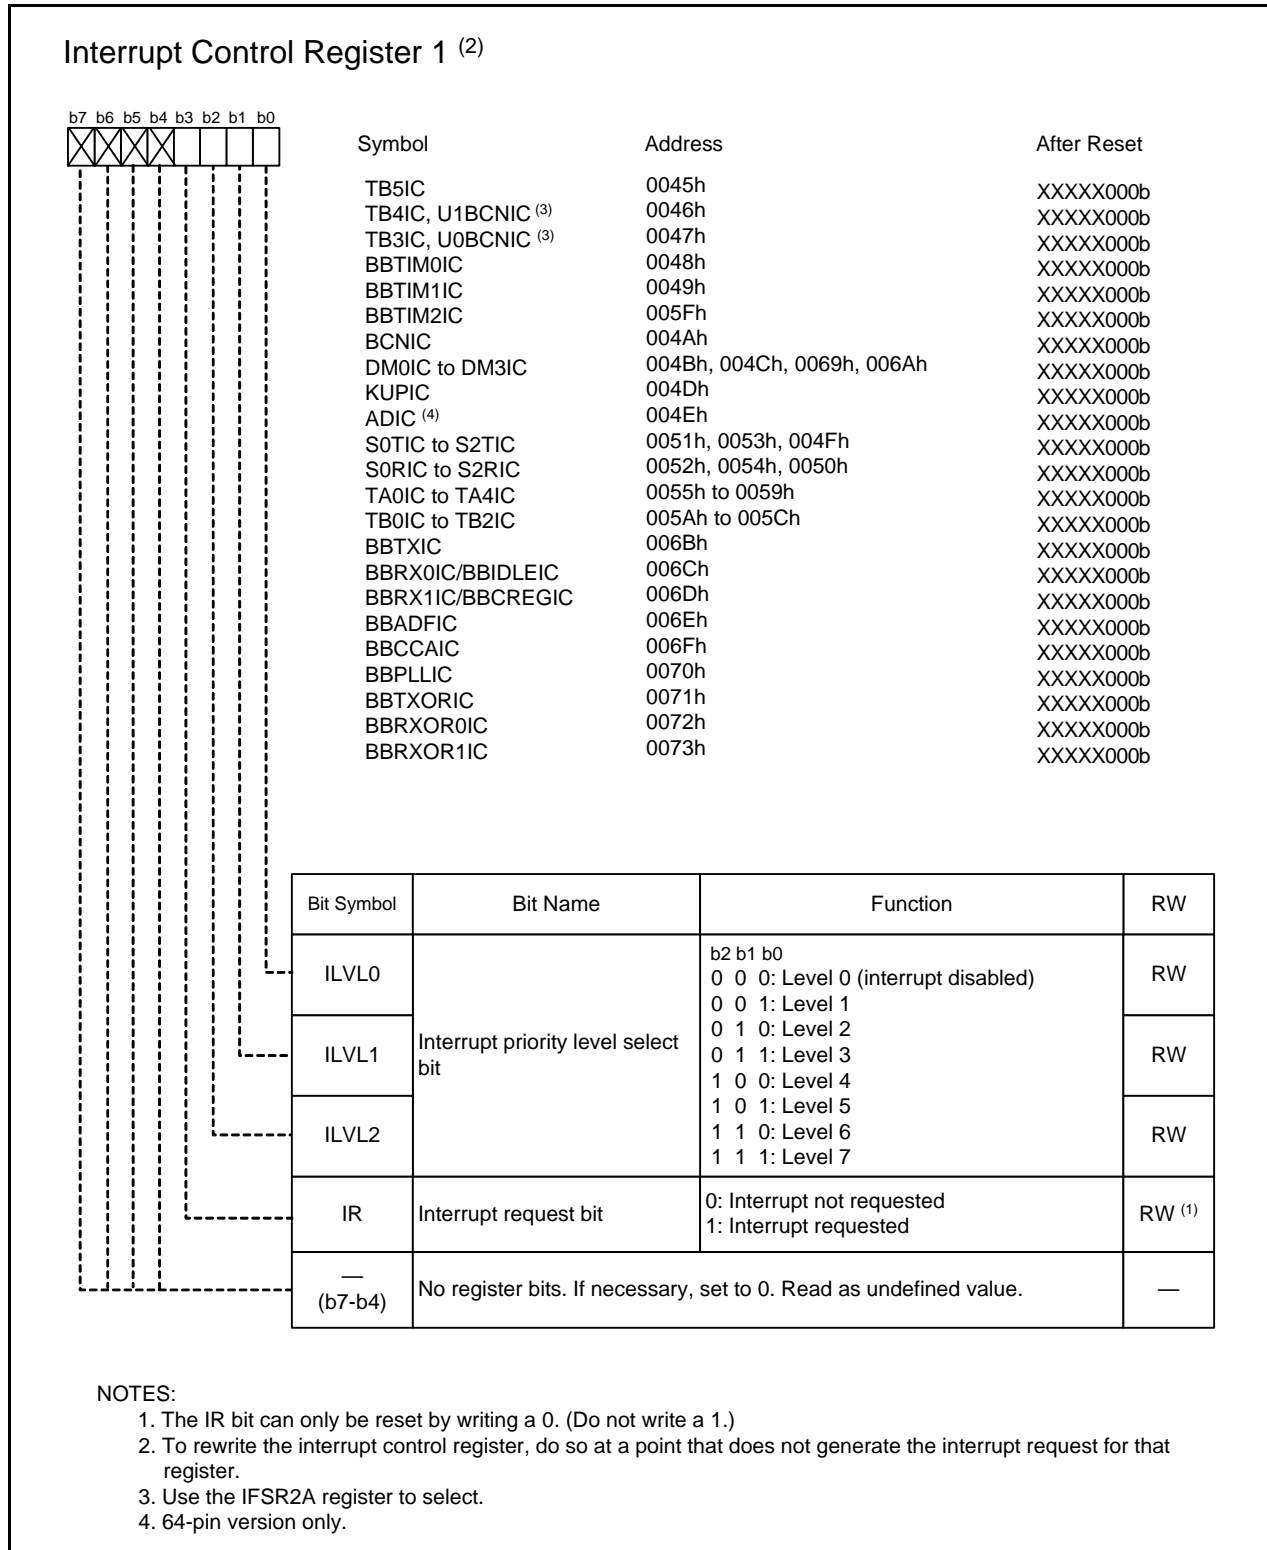 Interrupt Control Register 1 (2)
b7 b6 b5 b4 b3 b2 b1 b0
Symbol Address After Reset
TB5IC 0045h XXXXX000b
TB4IC, U1BCNIC (3) 0046h XXXXX000b
TB3IC, U0BCNIC (3) 0047h XXXXX000b
BBTIM0IC 0048h XXXXX000b
BBTIM1IC 0049h XXXXX000b
BBTIM2IC 005Fh XXXXX000b
BCNIC 004Ah XXXXX000b
DM0IC to DM3IC 004Bh, 004Ch, 0069h, 006Ah XXXXX000b
KUPIC 004Dh XXXXX000b
ADIC (4) 004Eh XXXXX000b
S0TIC to S2TIC 0051h, 0053h, 004Fh XXXXX000b
S0RIC to S2RIC 0052h, 0054h, 0050h XXXXX000b
TA0IC to TA4IC 0055h to 0059h XXXXX000b
TB0IC to TB2IC 005Ah to 005Ch XXXXX000b
BBTXIC 006Bh XXXXX000b
BBRX0IC/BBIDLEIC 006Ch XXXXX000b
BBRX1IC/BBCREGIC 006Dh XXXXX000b
BBADFIC 006Eh XXXXX000b
BBCCAIC 006Fh XXXXX000b
BBPLLIC 0070h XXXXX000b
BBTXORIC 0071h XXXXX000b
BBRXOR0IC 0072h XXXXX000b
BBRXOR1IC 0073h XXXXX000b
Bit Symbol Bit Name Function RW
ILVL0 RW
ILVL1 RW
ILVL2 RW
Interrupt priority level select
bit
b2 b1 b0
0 0 0: Level 0 (interrupt disabled)
0 0 1: Level 1
0 1 0: Level 2
0 1 1: Level 3
1 0 0: Level 4
1 0 1: Level 5
1 1 0: Level 6
1 1 1: Level 7
IR Interrupt request bit RW (1)
0: Interrupt not requested
1: Interrupt requested
—
(b7-b4) No register bits. If necessary, set to 0. Read as undefined value. —
NOTES:
1. The IR bit can only be reset by writing a 0. (Do not write a 1.)
2. To rewrite the interrupt control register, do so at a point that does not generate the interrupt request for that
register.
3. Use the IFSR2A register to select.
4. 64-pin version only.